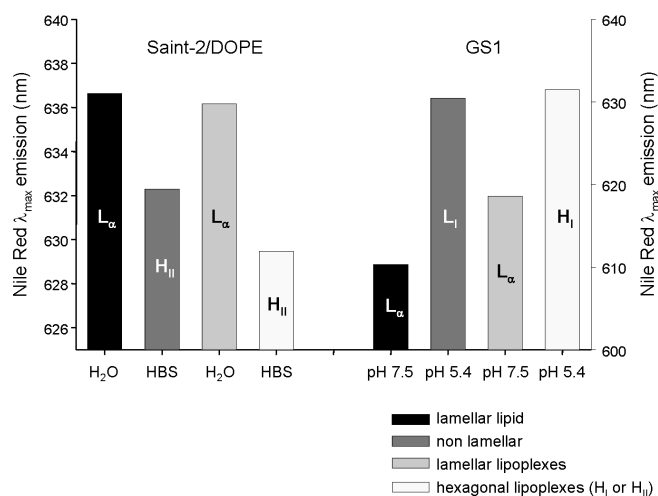 Saint-2/DOPE GS1
Nile Red λmax emission (nm)
640
638
636
634
632
630
628
626
640
630
620
610
600
Nile Red λmax emission (nm)
Lα HII Lα HII Lα LI Lα HI
H2O HBS H2O HBS pH 7.5 pH 5.4 pH 7.5 pH 5.4
lamellar lipid
non lamellar
lamellar lipoplexes
hexagonal lipoplexes (HI or HII)